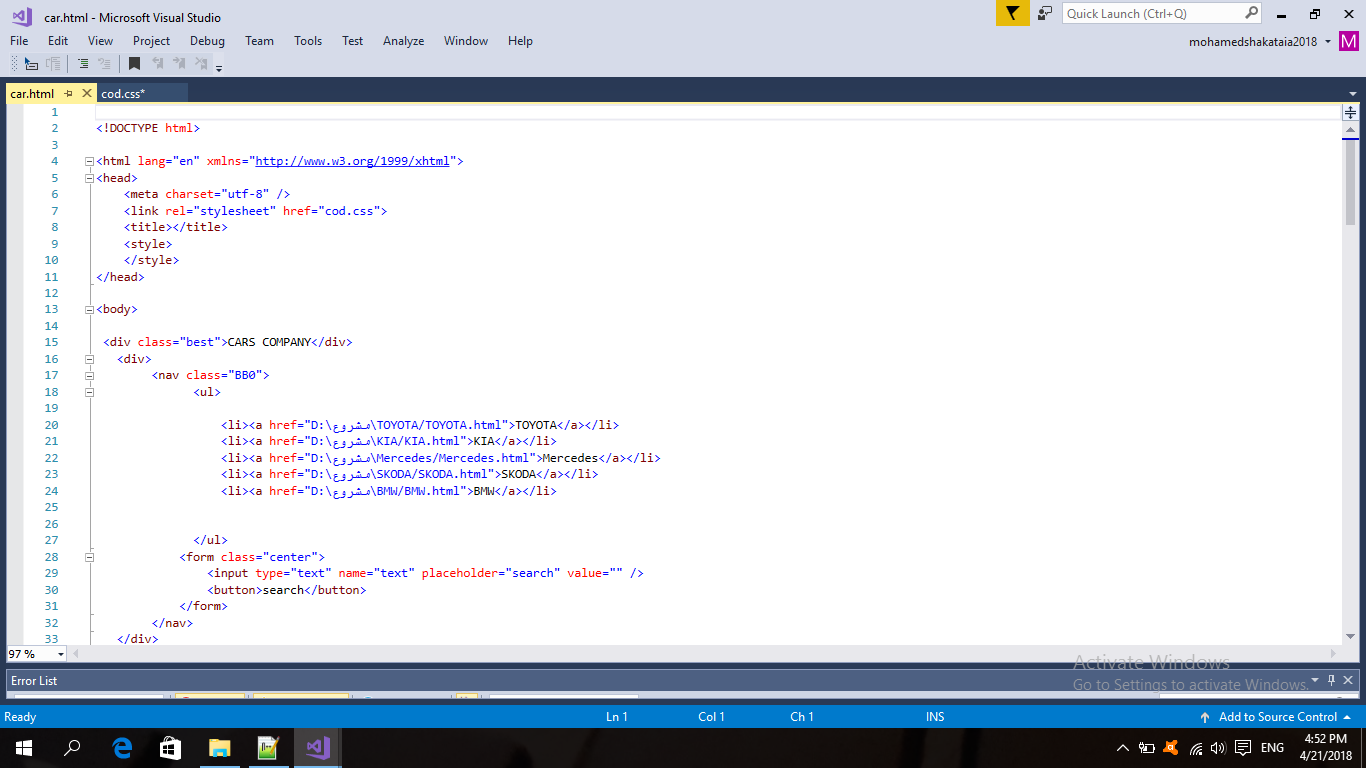 car.html - Microsoft Visual Studio
Quick Launch (Ctrl+Q)
File Edit View Project Debug Team Tools Test Analyze Window Help
mohamedshakataia2018 M
car.html cod.css*
1
2 <!DOCTYPE html>
3
4 <html lang="en" xmlns="http://www.w3.org/1999/xhtml">
5 <head>
6 <meta charset="utf-8" />
7 <link rel="stylesheet" href="cod.css">
8 <title></title>
9 <style>
10 </style>
11 </head>
12
13 <body>
14
15 <div class="best">CARS COMPANY</div>
16 <div>
17 <nav class="BB0">
18 <ul>
19
20 <li><a href="D:\مشروع\TOYOTA/TOYOTA.html">TOYOTA</a></li>
21 <li><a href="D:\مشروع\KIA/KIA.html">KIA</a></li>
22 <li><a href="D:\مشروع\Mercedes/Mercedes.html">Mercedes</a></li>
23 <li><a href="D:\مشروع\SKODA/SKODA.html">SKODA</a></li>
24 <li><a href="D:\مشروع\BMW/BMW.html">BMW</a></li>
25
26
27 </ul>
28 <form class="center">
29 <input type="text" name="text" placeholder="search" value="" />
30 <button>search</button>
31 </form>
32 </nav>
33 </div>
97 %
Activate Windows
Go to Settings to activate Windows.
Error List
Ready Ln 1 Col 1 Ch 1 INS Add to Source Control
ENG
4:52 PM
4/21/2018